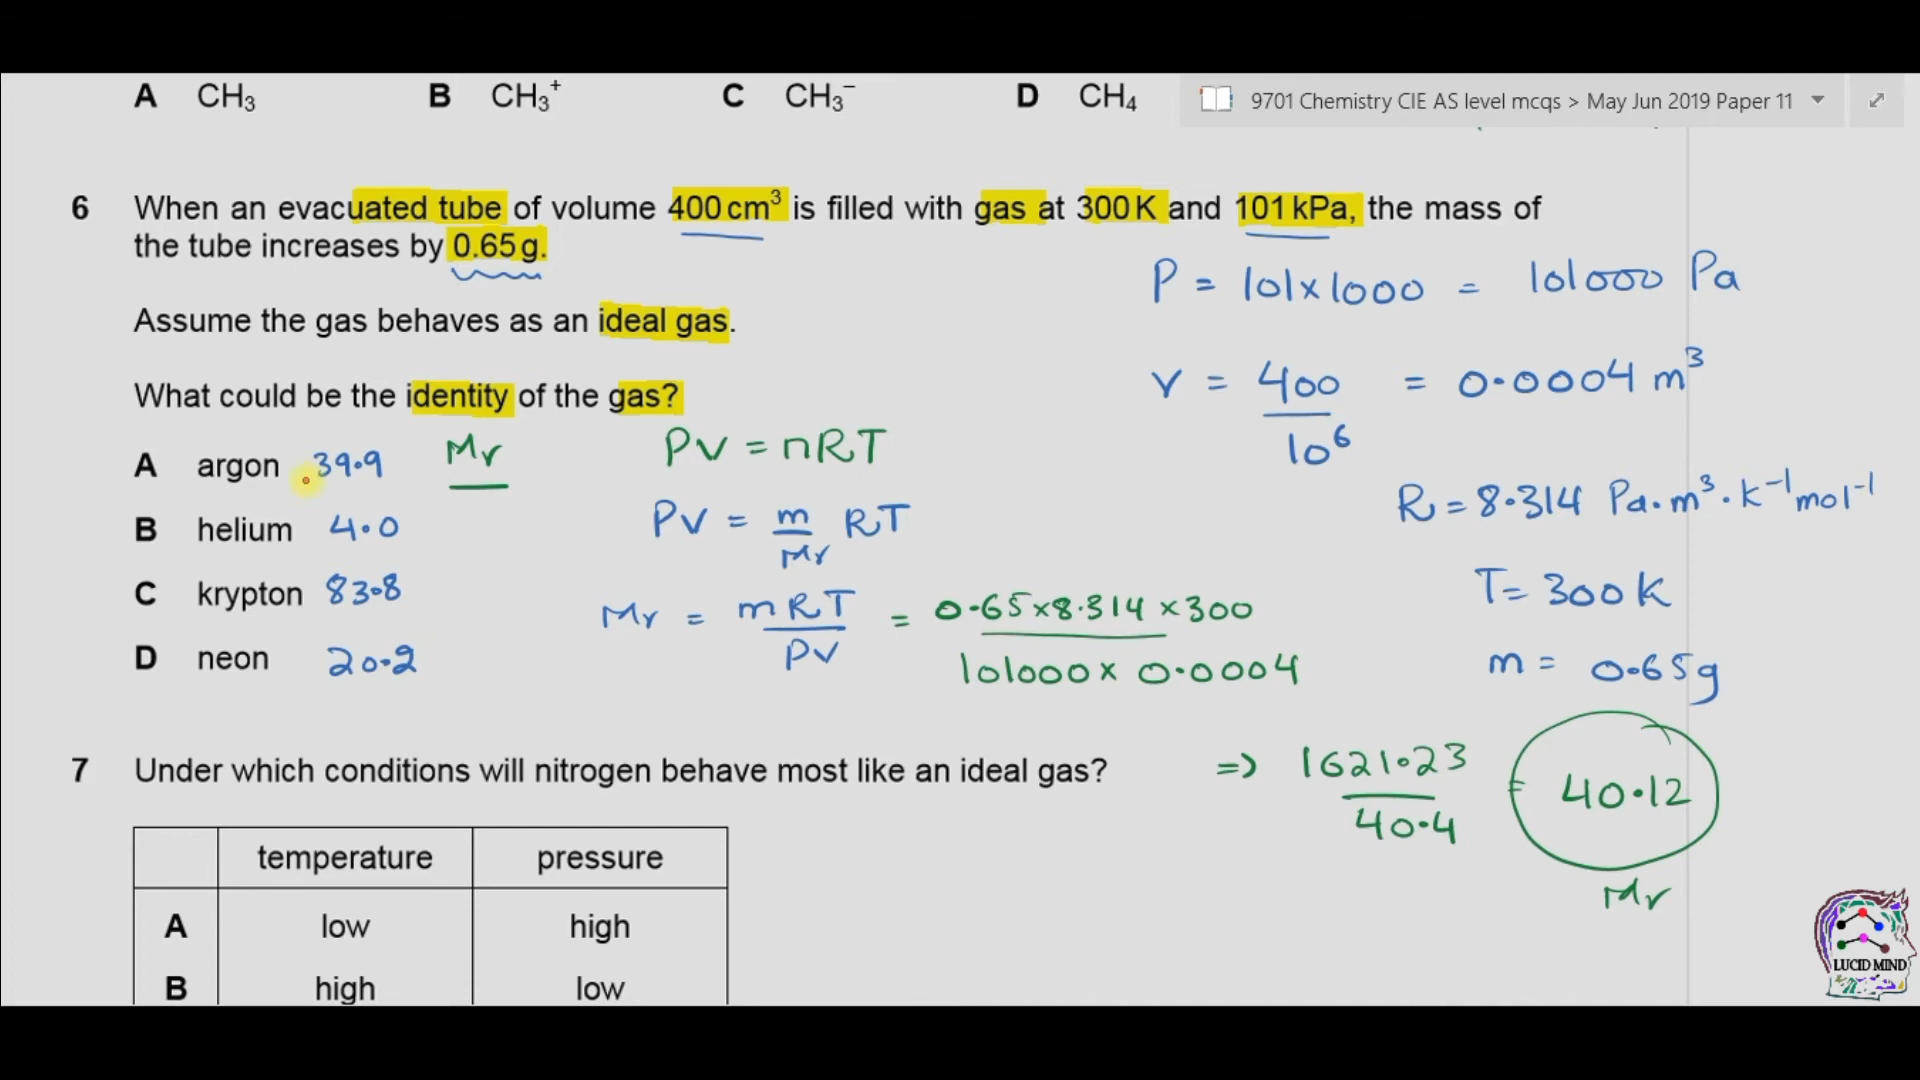 A CH₃ B CH₃⁺ C CH₃⁻ D CH₄
9701 Chemistry CIE AS level mcqs > May Jun 2019 Paper 11
6 When an evacuated tube of volume 400 cm³ is filled with gas at 300 K and 101 kPa, the mass of
the tube increases by 0.65 g.
P = 101 x 1000 = 101000 Pa
Assume the gas behaves as an ideal gas.
V = 400 / 10⁶ = 0.0004 m³
What could be the identity of the gas?
A argon 39.9
B helium 4.0
C krypton 83.8
D neon 20.2
Mr
PV = nRT
PV = m/Mr RT
Mr = mRT/PV = 0.65 x 8.314 x 300 / 101000 x 0.0004
R = 8.314 Pa. m³. k⁻¹ mol⁻¹
T = 300 K
m = 0.65g
=> 1621.23 / 40.4 = 40.12
Mr
7 Under which conditions will nitrogen behave most like an ideal gas?
temperature pressure
A low high
B high low
LUCID MIND